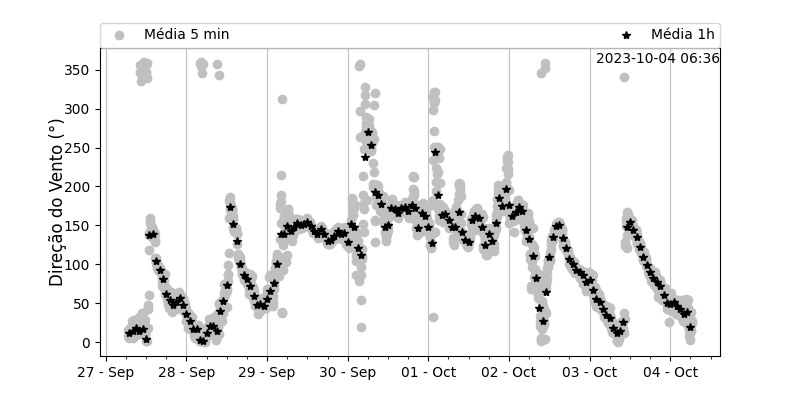 Média 5 min
Média 1h
2023-10-04 06:36
Direção do Vento (°)
350
300
250
200
150
100
50
0
27 - Sep
28 - Sep
29 - Sep
30 - Sep
01 - Oct
02 - Oct
03 - Oct
04 - Oct